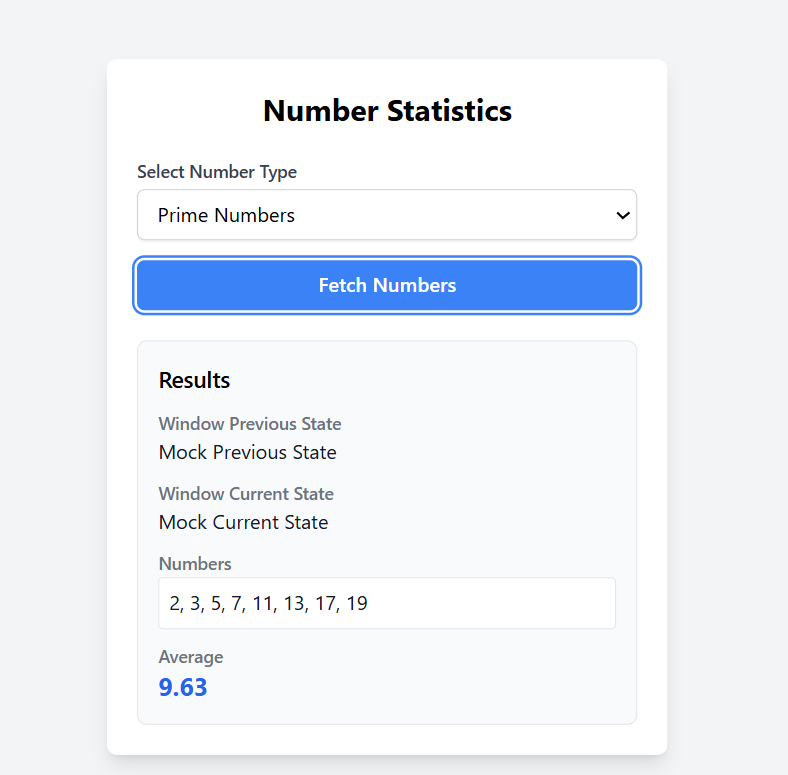 Number Statistics
Select Number Type
Prime Numbers
Fetch Numbers
Results
Window Previous State
Mock Previous State
Window Current State
Mock Current State
Numbers
2, 3, 5, 7, 11, 13, 17, 19
Average
9.63